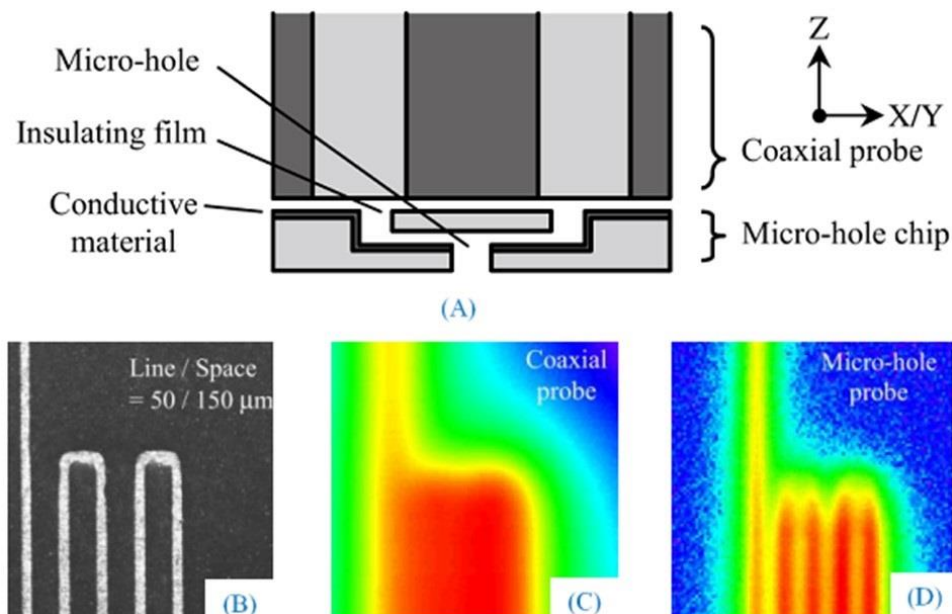 Micro-hole
Insulating film
Conductive
material
Z
X/Y
Coaxial probe
Micro-hole chip
(A)
Line / Space
= 50 / 150 μm
(B)
Coaxial
probe
(C)
Micro-hole
probe
(D)